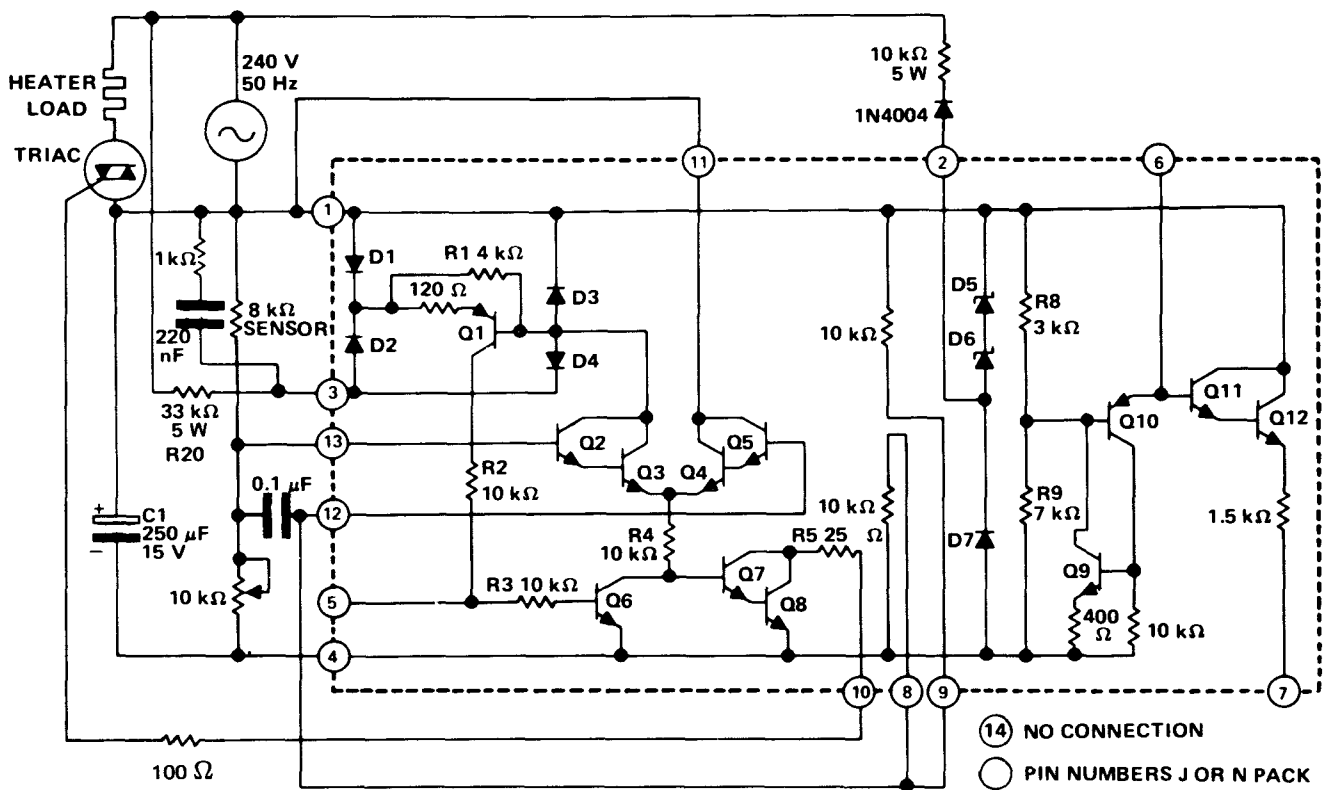 240 V
50 Hz
HEATER
LOAD
TRIAC
10 kΩ
5 W
1N4004
11
2
6
1
1kΩ
220
nF
8 kΩ
SENSOR
D1
D2
R1 4 kΩ
120 Ω
Q1
D3
D4
3
33 kΩ
5 W
R20
13
0.1 µF
12
+
C1
250 µF
15 V
–
10 kΩ
5
4
R2
10 kΩ
Q2
Q3
Q4
Q5
R4
10 kΩ
R3 10 kΩ
Q6
Q7
Q8
R5 25
10 kΩ
10 kΩ
Ω
D5
D6
D7
R8
3 kΩ
R9
7 kΩ
Q10
Q11
Q12
Q9
400
Ω
10 kΩ
1.5 kΩ
10
8
9
7
100 Ω
14 NO CONNECTION
PIN NUMBERS J OR N PACK